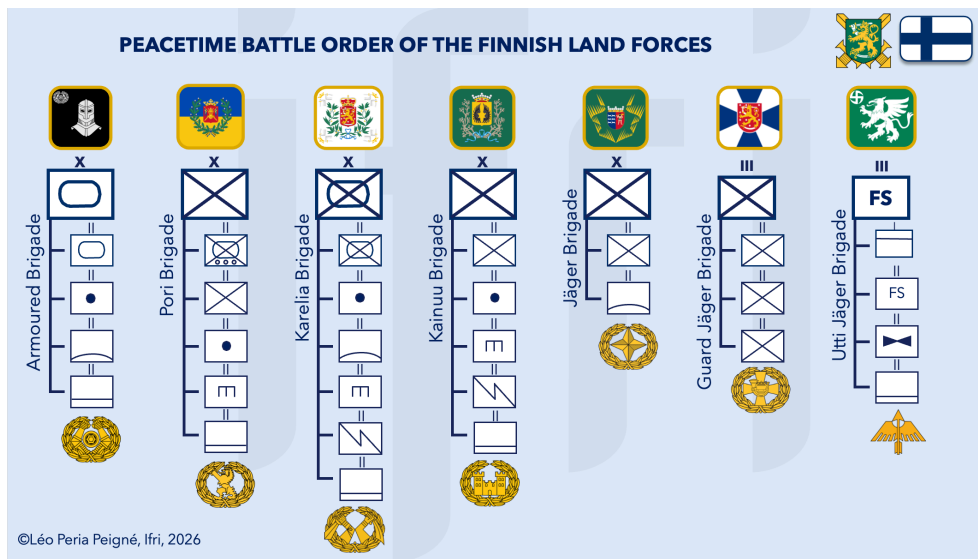 PEACETIME BATTLE ORDER OF THE FINNISH LAND FORCES
X
X
X
X
X
III
III
Armoured Brigade
Pori Brigade
Karelia Brigade
Kainuu Brigade
Jäger Brigade
Guard Jäger Brigade
Utti Jäger Brigade
FS
FS
©Léo Peria Peigné, Ifri, 2026